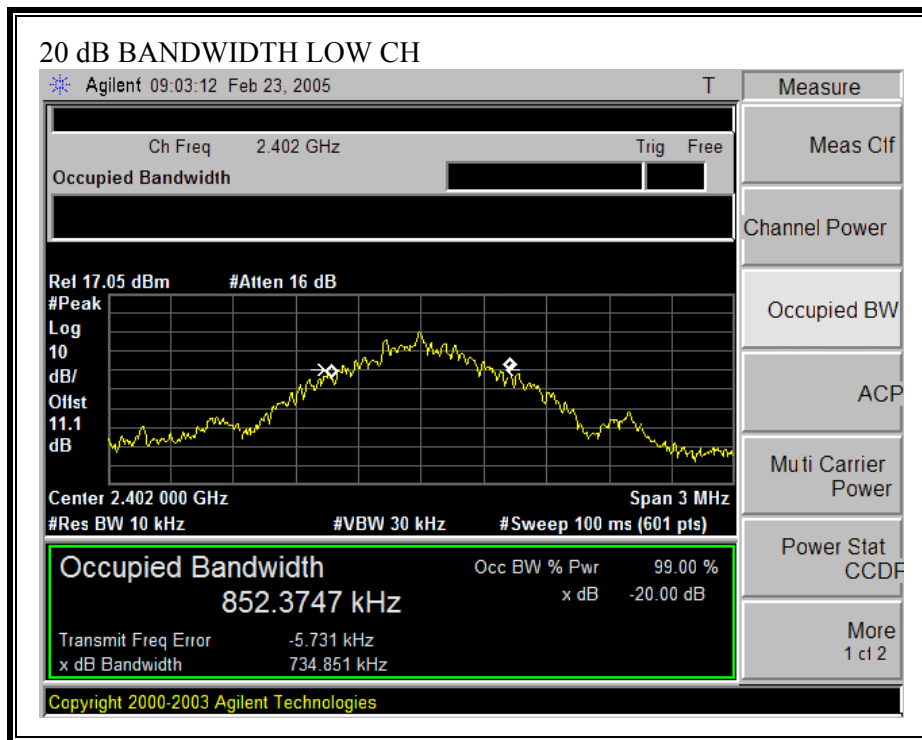 20 dB BANDWIDTH LOW CH
Agilent 09:03:12 Feb 23, 2005 T
Measure
Ch Freq 2.402 GHz Trig Free
Occupied Bandwidth
Meas Off
Channel Power
Occupied BW
ACP
Multi Carrier
Power
Power Stat
CCDF
More
1 of 2
Ref 17.05 dBm #Atten 16 dB
#Peak
Log
10
dB/
Offst
11.1
dB
Center 2.402 000 GHz Span 3 MHz
#Res BW 10 kHz #VBW 30 kHz #Sweep 100 ms (601 pts)
Occupied Bandwidth Occ BW % Pwr 99.00 %
852.3747 kHz x dB -20.00 dB
Transmit Freq Error -5.731 kHz
x dB Bandwidth 734.851 kHz
Copyright 2000-2003 Agilent Technologies